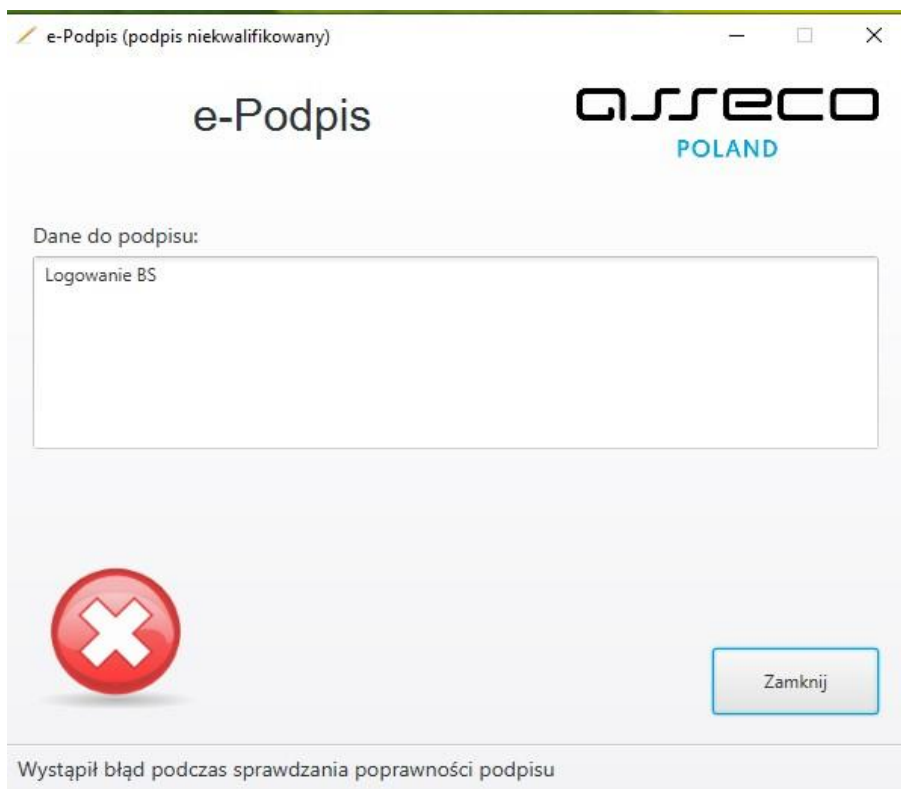 e-Podpis (podpis niekwalifikowany)
e-Podpis
asseco
POLAND
Dane do podpisu:
Logowanie BS
Zamknij
Wystąpił błąd podczas sprawdzania poprawności podpisu